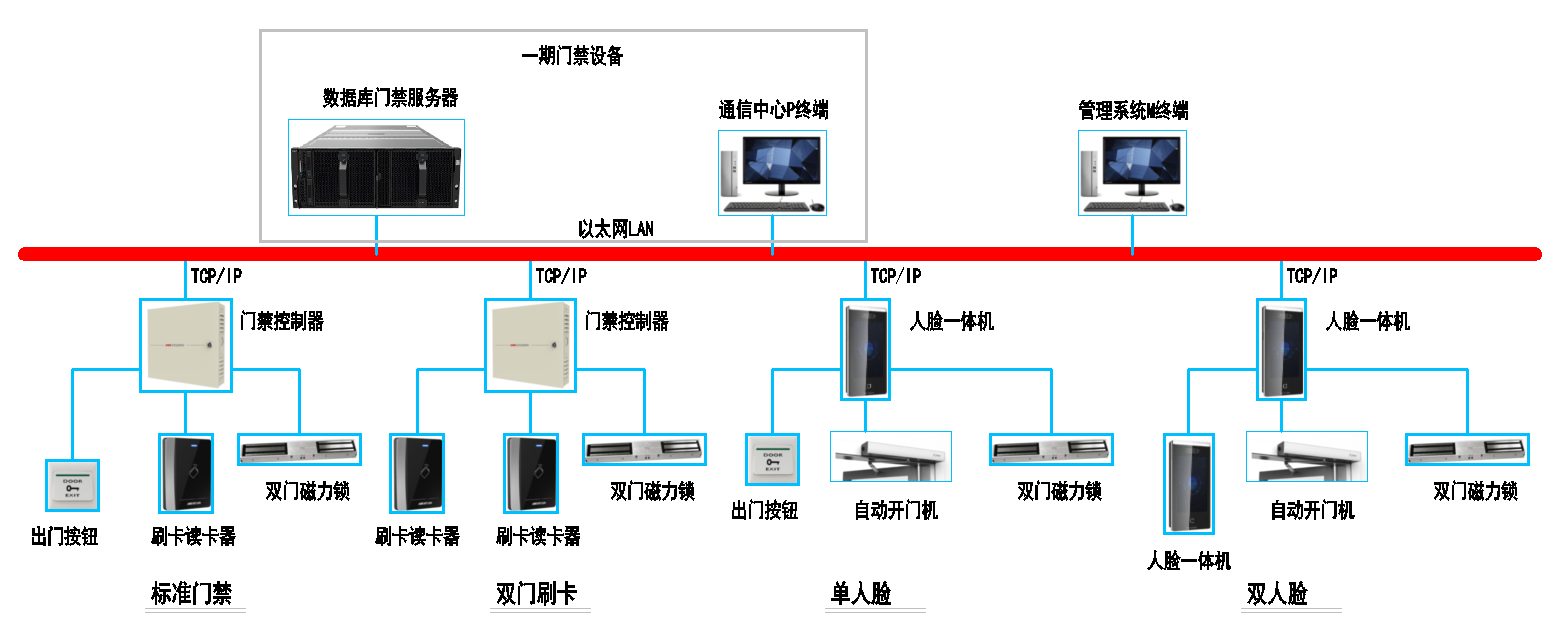 一期门禁设备
数据库门禁服务器
通信中心P终端
管理系统M终端
以太网LAN
TCP/IP
TCP/IP
TCP/IP
TCP/IP
门禁控制器
门禁控制器
人脸一体机
人脸一体机
DOOR
EXIT
DOOR
EXIT
双门磁力锁
双门磁力锁
双门磁力锁
双门磁力锁
出门按钮
刷卡读卡器
刷卡读卡器
刷卡读卡器
出门按钮
自动开门机
自动开门机
人脸一体机
标准门禁
双门刷卡
单人脸
双人脸